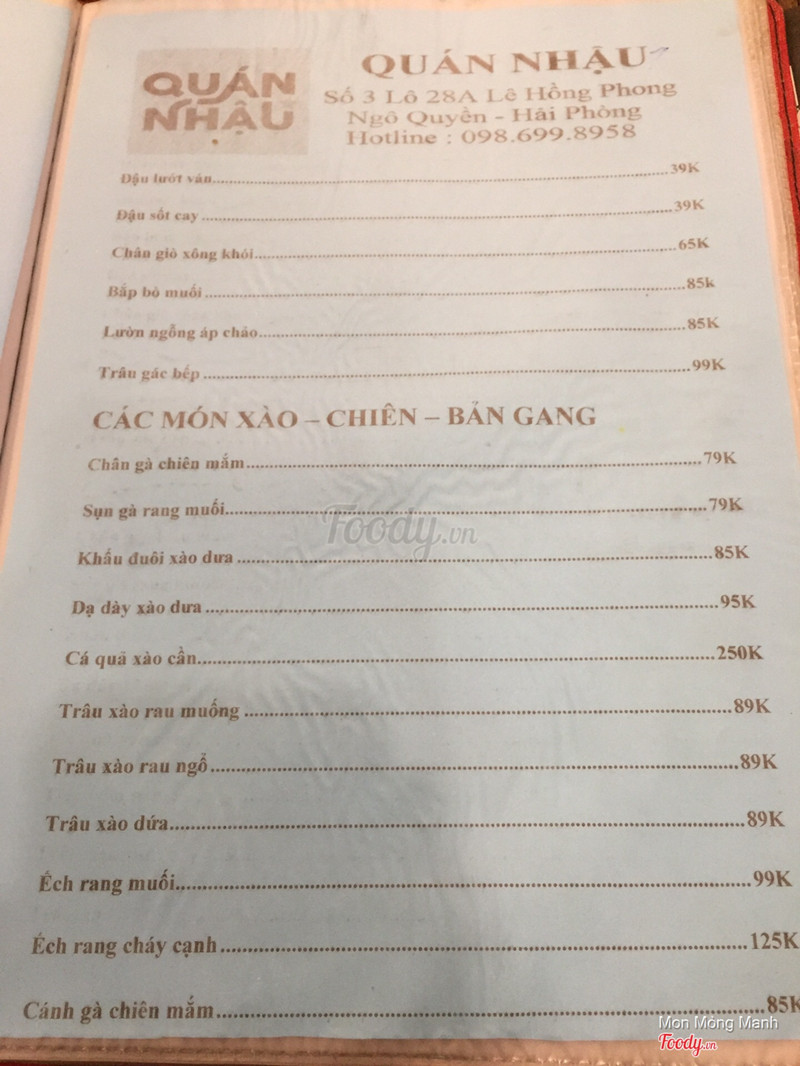 QUÁN
NHẬU
QUÁN NHẬU
Số 3 Lô 28A Lê Hồng Phong
Ngô Quyền - Hải Phòng
Hotline : 098.699.8958
Đậu lướt ván....................39K
Đậu sốt cay....................39K
Chân giò xông khói....................65K
Bắp bò muối....................85k
Lườn ngỗng áp chảo....................85K
Trâu gác bếp....................99K
CÁC MÓN XÀO – CHIÊN – BẢN GANG
Chân gà chiên mắm....................79K
Sụn gà rang muối....................79K
Foody.vn
Khấu đuôi xào dưa....................85K
Dạ dày xào dưa....................95K
Cá quả xào cần....................250K
Trâu xào rau muống....................89K
Trâu xào rau ngổ....................89K
Trâu xào dứa....................89K
Ếch rang muối....................99K
Ếch rang cháy cạnh....................125K
Cánh gà chiên mắm....................85K
Mon Mỏng Manh
Foody.vn